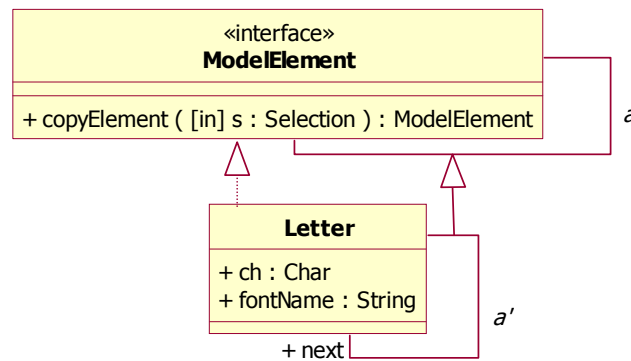 «interface»
ModelElement
+ copyElement ( [in] s : Selection ) : ModelElement
a
Letter
+ ch : Char
+ fontName : String
a'
+ next